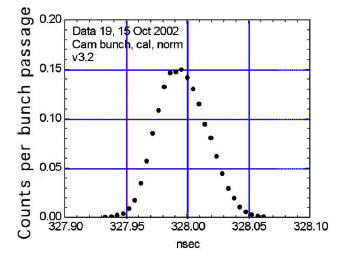 Data 19, 15 Oct 2002
Cam bunch, cal, norm
v3.2
Counts per bunch passage
0.20
0.15
0.10
0.05
0.00
327.90
327.95
328.00
328.05
328.10
nsec